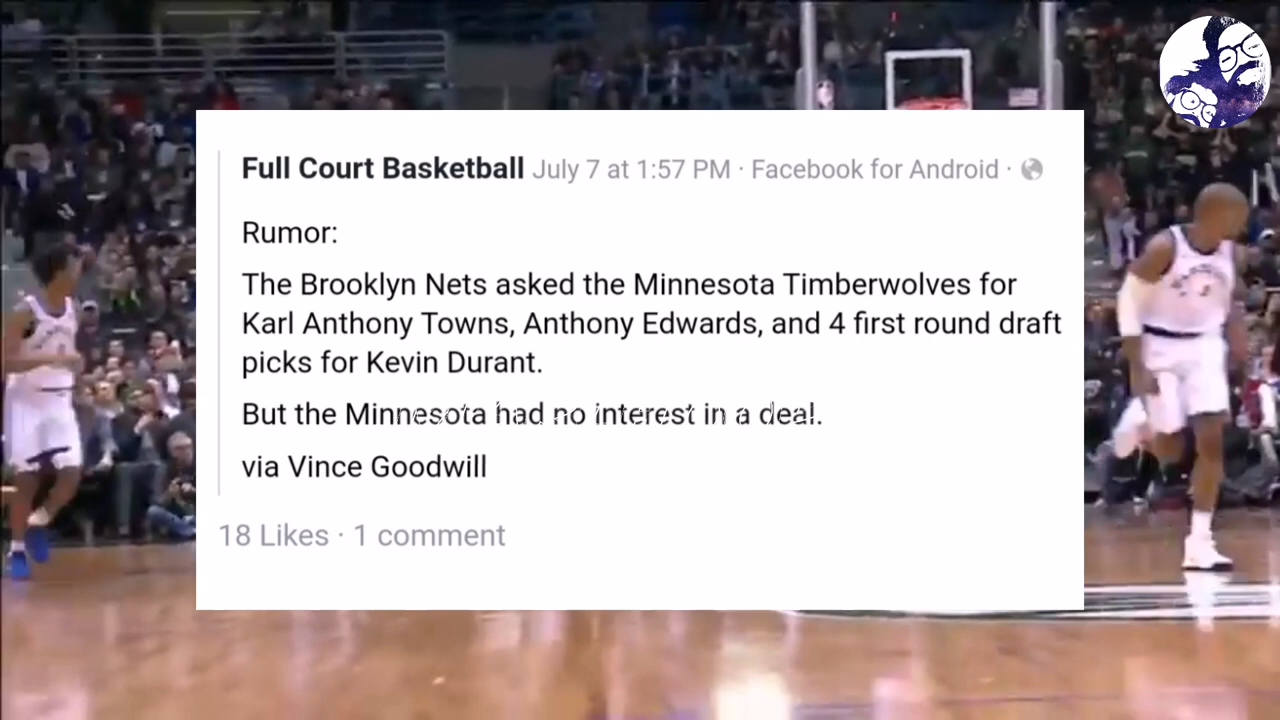 Full Court Basketball July 7 at 1:57 PM · Facebook for Android ·
Rumor:
The Brooklyn Nets asked the Minnesota Timberwolves for
Karl Anthony Towns, Anthony Edwards, and 4 first round draft
picks for Kevin Durant.
But the Minnesota had no interest in a deal.
via Vince Goodwill
18 Likes · 1 comment